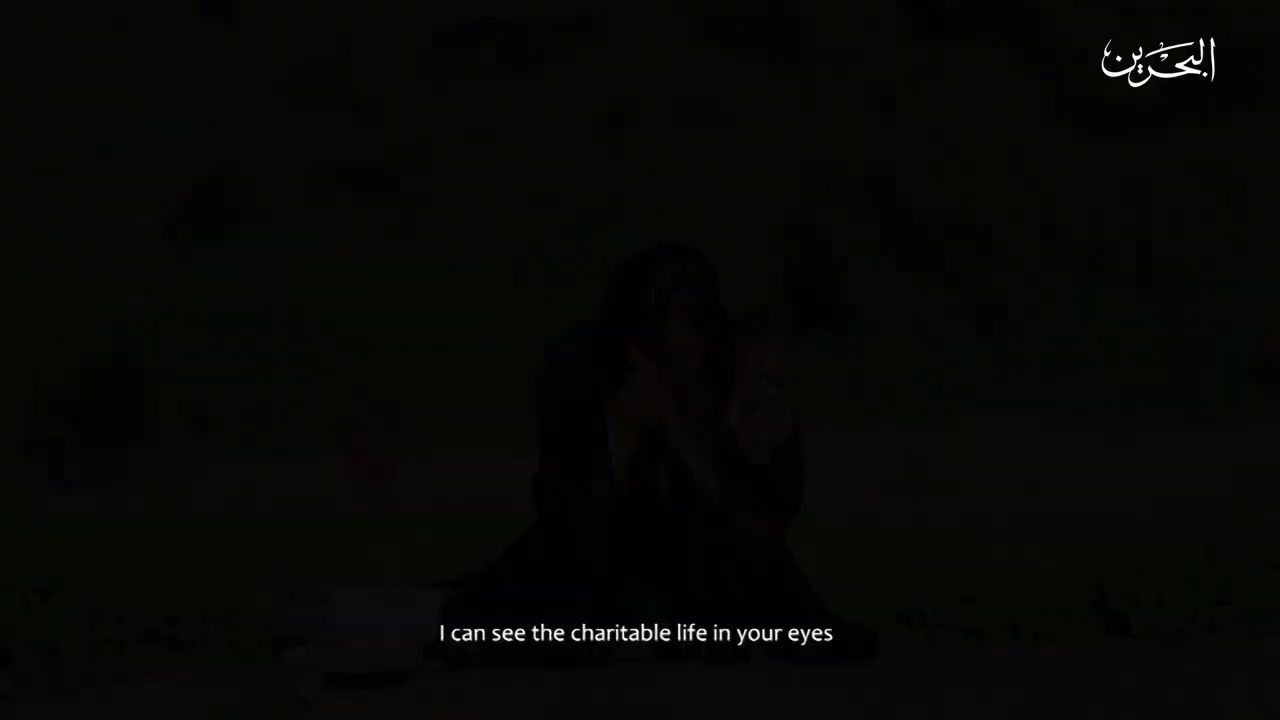 البحرين
I can see the charitable life in your eyes